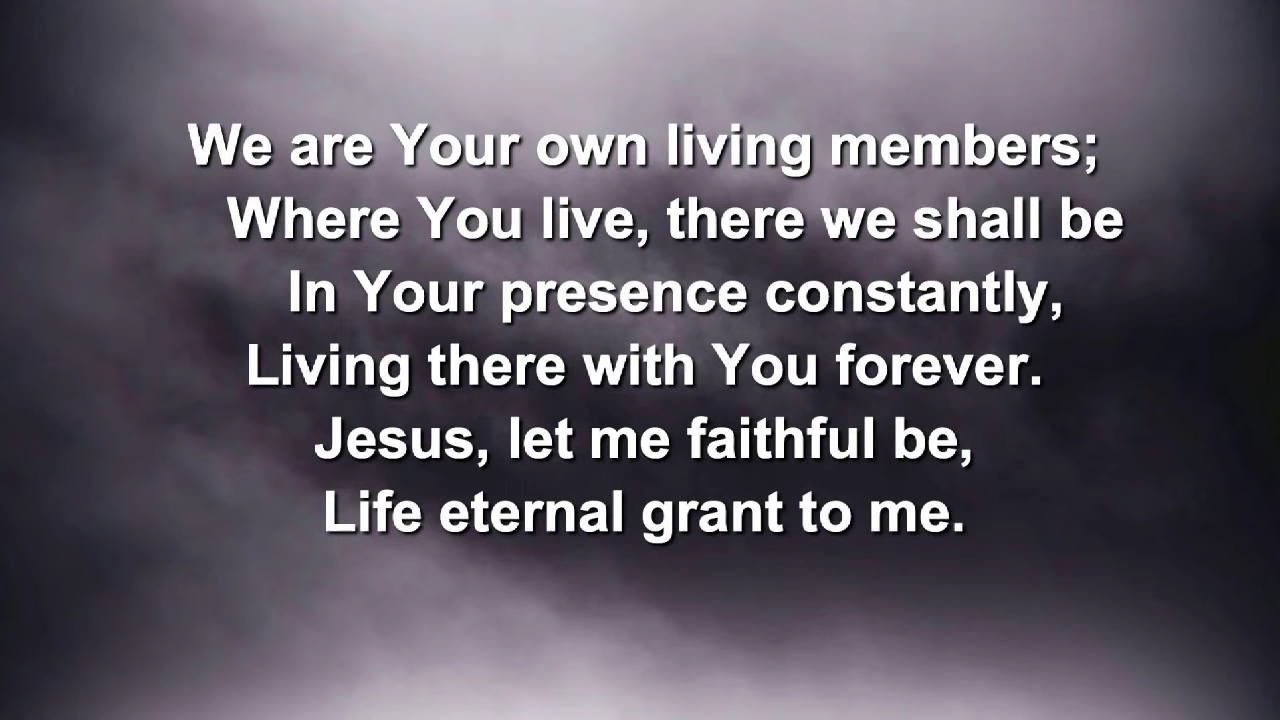 We are Your own living members;
Where You live, there we shall be
In Your presence constantly,
Living there with You forever.
Jesus, let me faithful be,
Life eternal grant to me.